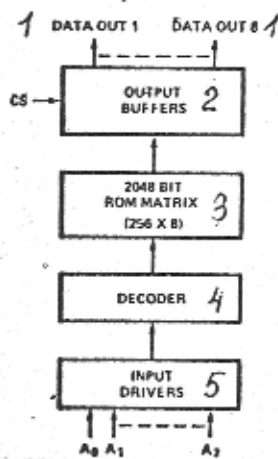 1 DATA OUT 1 DATA OUT 8 1
CS OUTPUT BUFFERS 2
2048 BIT
ROM MATRIX 3
(256 X 8)
DECODER 4
INPUT
DRIVERS 5
A0 A1 A2